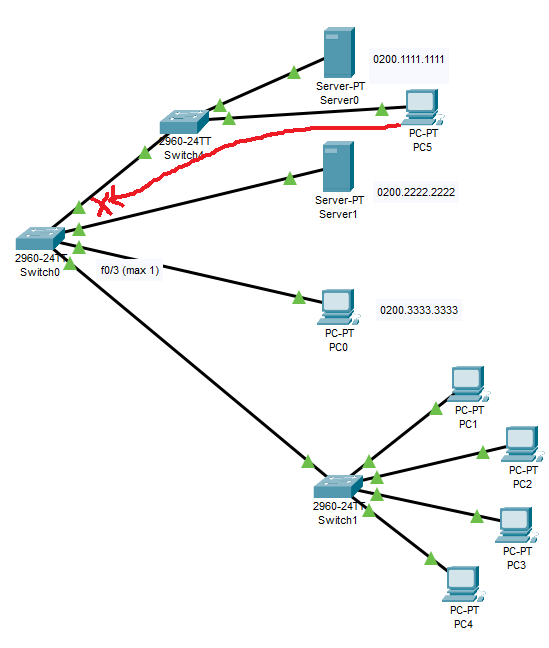 Server-PT
Server0
0200.1111.1111
2960-24TT
Switch4
PC-PT
PC5
Server-PT
Server1
0200.2222.2222
2960-24TT
Switch0
f0/3 (max 1)
PC-PT
PC0
0200.3333.3333
PC-PT
PC1
PC-PT
PC2
2960-24TT
Switch1
PC-PT
PC3
PC-PT
PC4